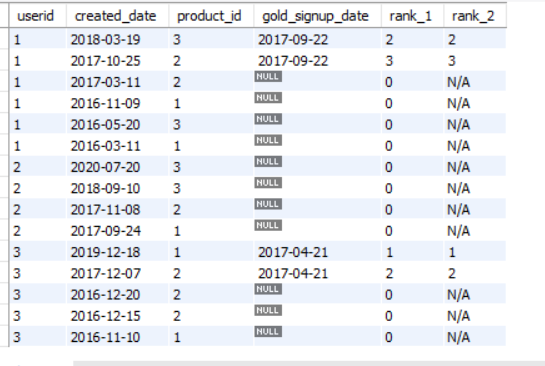 userid created_date product_id gold_signup_date rank_1 rank_2
1 2018-03-19 3 2017-09-22 2 2
1 2017-10-25 2 2017-09-22 3 3
1 2017-03-11 2 NULL 0 N/A
1 2016-11-09 1 NULL 0 N/A
1 2016-05-20 3 NULL 0 N/A
1 2016-03-11 1 NULL 0 N/A
2 2020-07-20 3 NULL 0 N/A
2 2018-09-10 3 NULL 0 N/A
2 2017-11-08 2 NULL 0 N/A
2 2017-09-24 1 NULL 0 N/A
3 2019-12-18 1 2017-04-21 1 1
3 2017-12-07 2 2017-04-21 2 2
3 2016-12-20 2 NULL 0 N/A
3 2016-12-15 2 NULL 0 N/A
3 2016-11-10 1 NULL 0 N/A